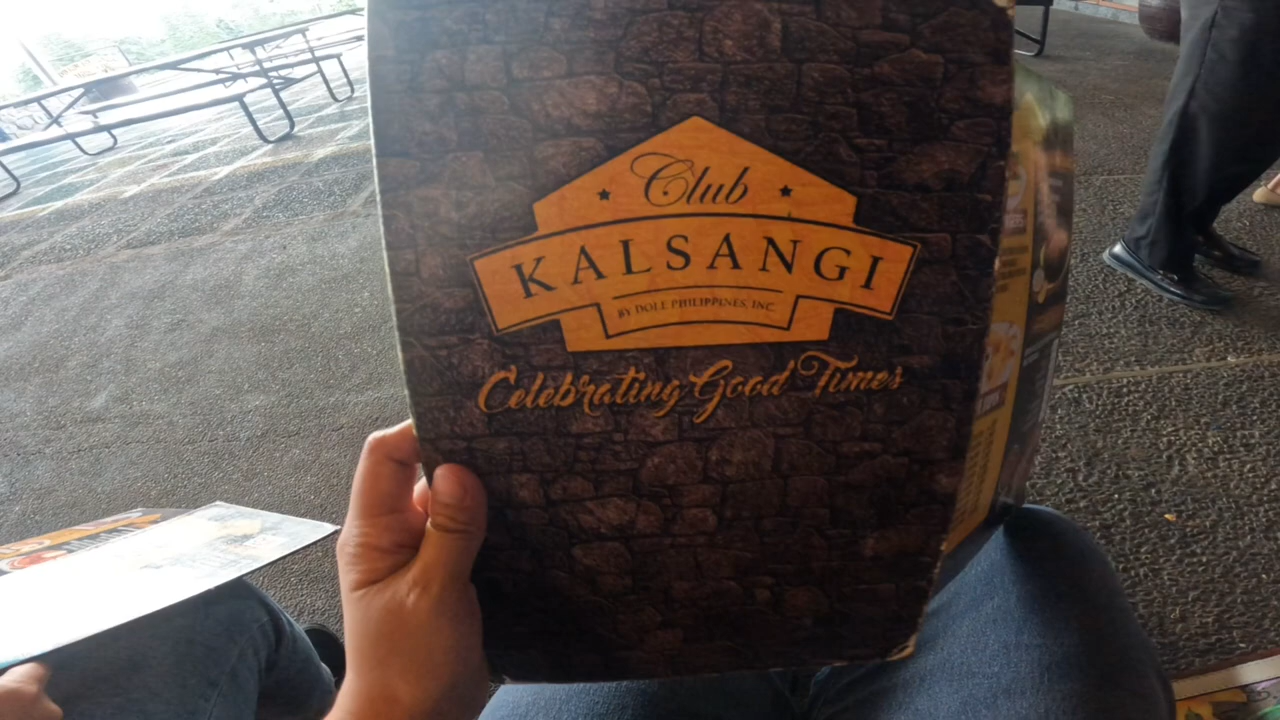 Club
KALSANGI
BY DOLE PHILIPPINES, INC.
Celebrating Good Times